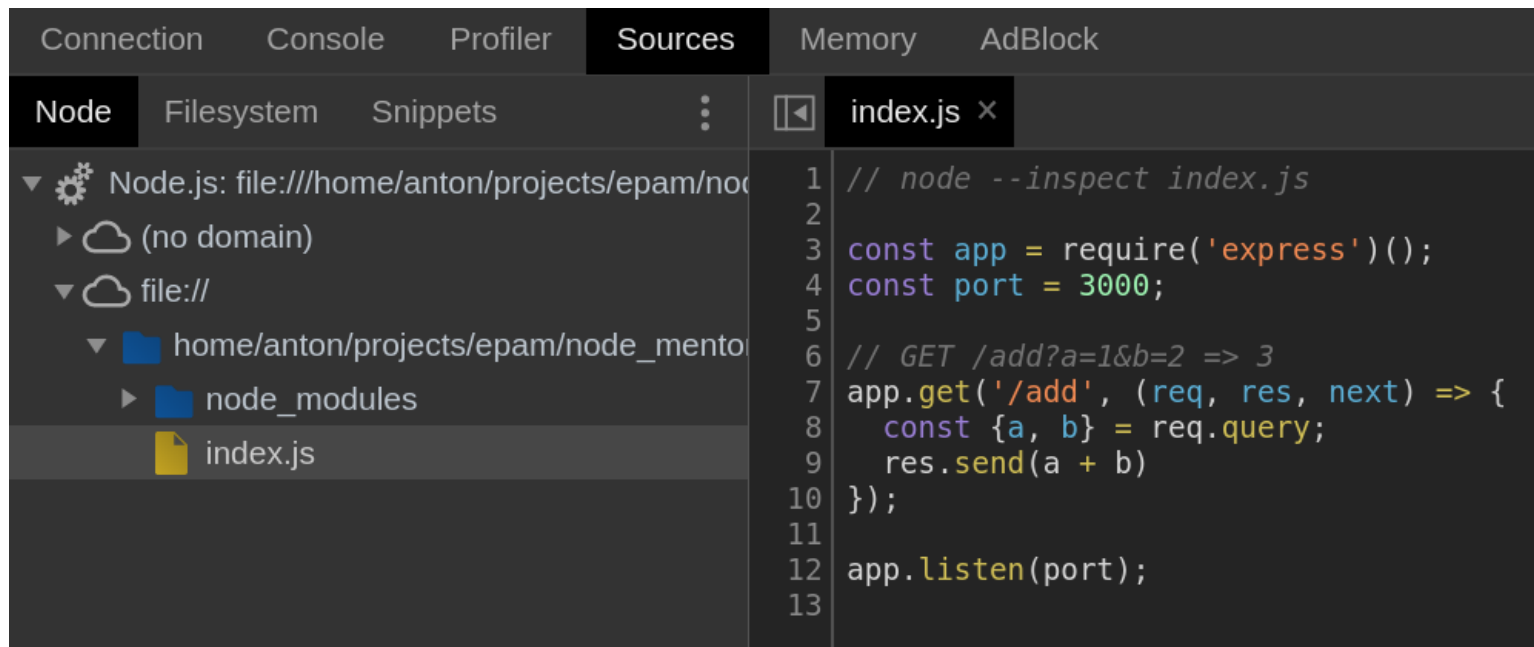 Connection Console Profiler Sources Memory AdBlock
Node Filesystem Snippets
Node.js: file:///home/anton/projects/epam/no
(no domain)
file://
home/anton/projects/epam/node_mento
node_modules
index.js
index.js ×
1 // node --inspect index.js
2
3 const app = require('express')();
4 const port = 3000;
5
6 // GET /add?a=1&b=2 => 3
7 app.get('/add', (req, res, next) => {
8   const {a, b} = req.query;
9   res.send(a + b)
10 });
11
12 app.listen(port);
13